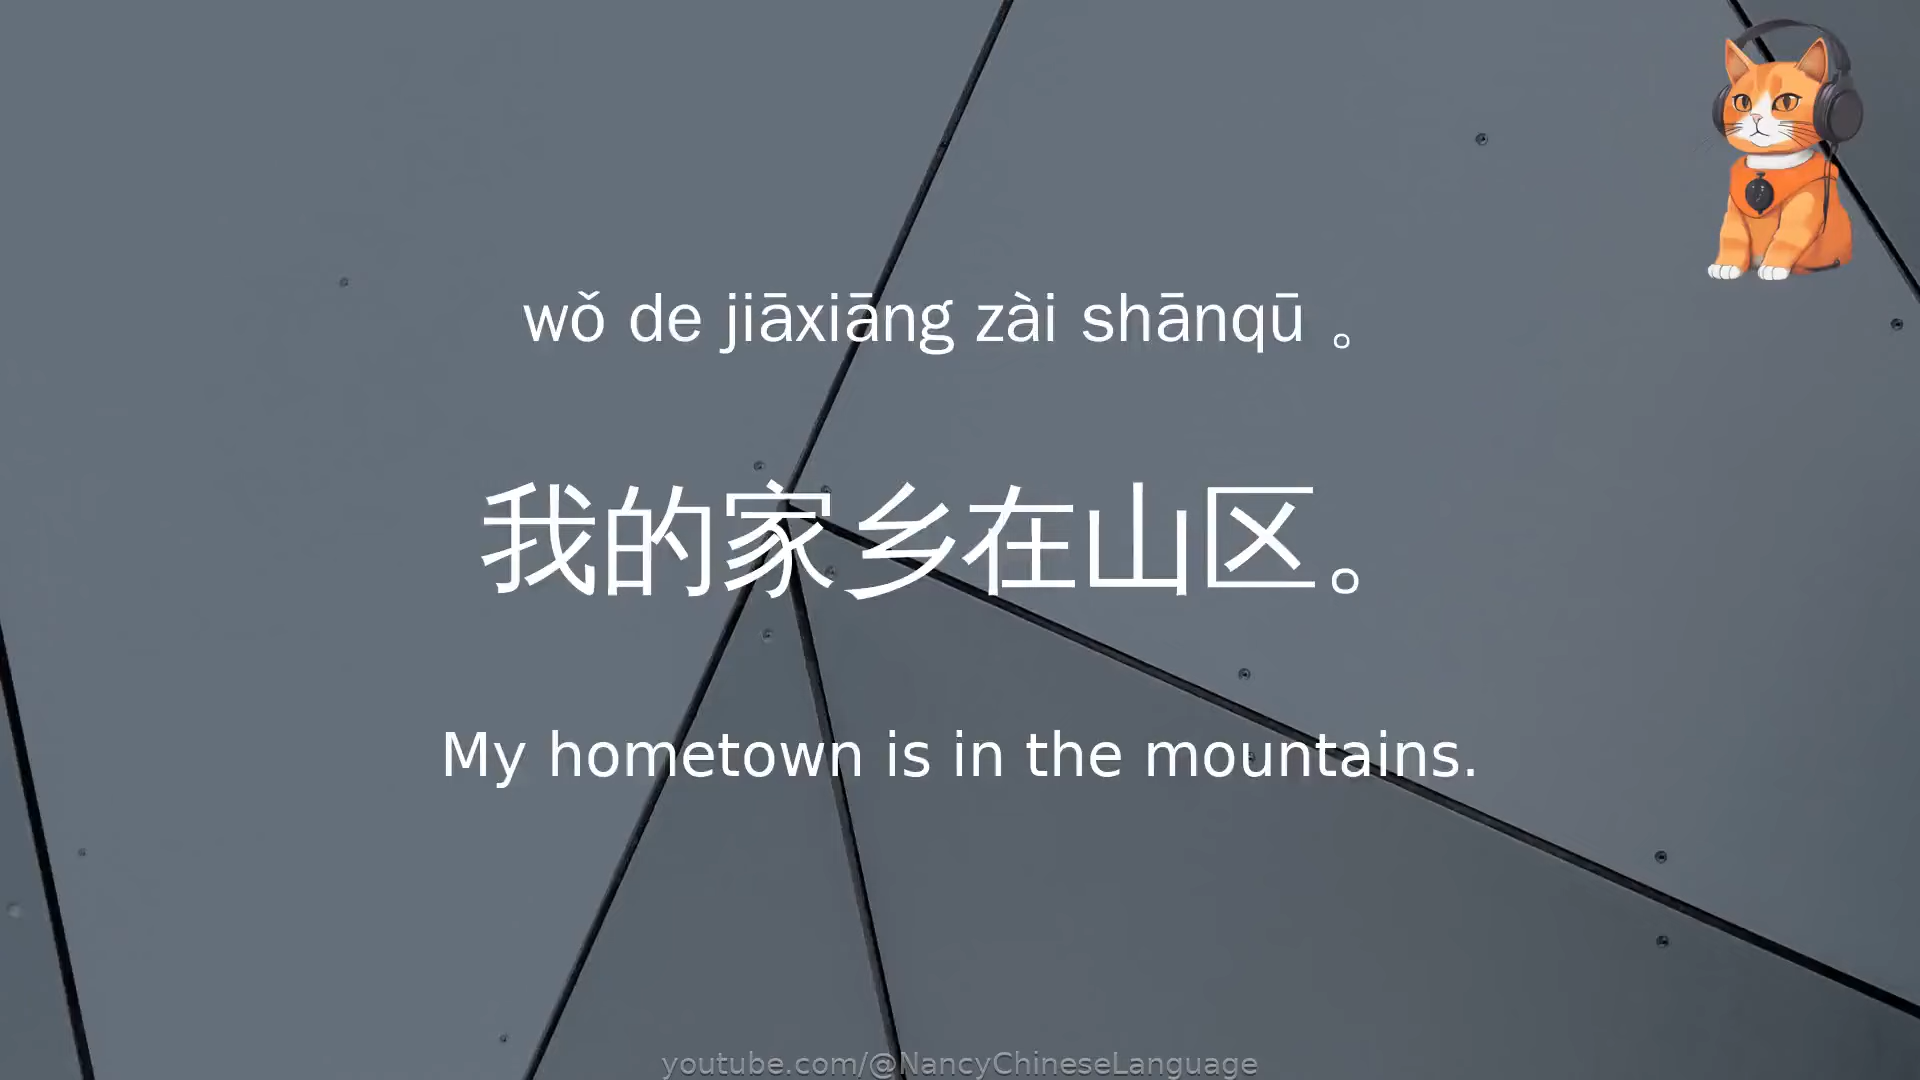 wǒ de jiāxiāng zài shānqū 。
我的家乡在山区。
My hometown is in the mountains.
youtube.com/@NancyChineseLanguage